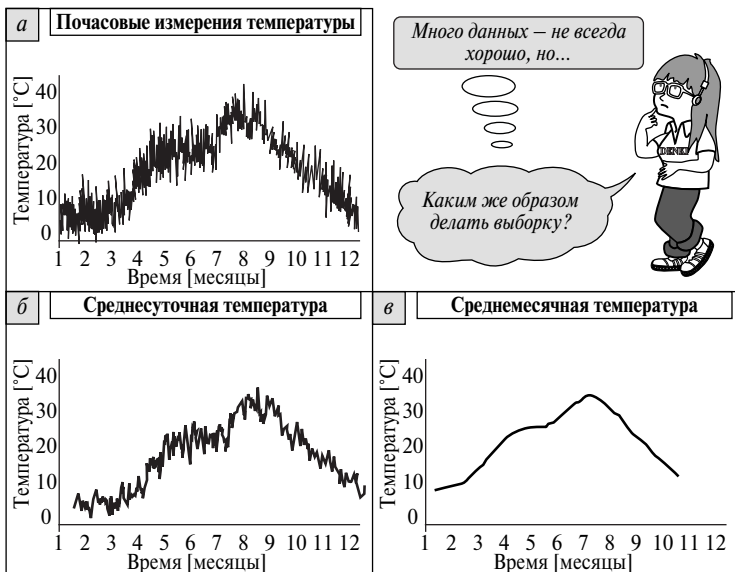 а
Почасовые измерения температуры
Температура [°C]
40
30
20
10
0
1 2 3 4 5 6 7 8 9 10 11 12
Время [месяцы]
Много данных – не всегда
хорошо, но...
Каким же образом
делать выборку?
DENKI
б
Среднесуточная температура
Температура [°C]
40
30
20
10
0
1 2 3 4 5 6 7 8 9 10 11 12
Время [месяцы]
в
Среднемесячная температура
Температура [°C]
40
30
20
10
0
1 2 3 4 5 6 7 8 9 10 11 12
Время [месяцы]